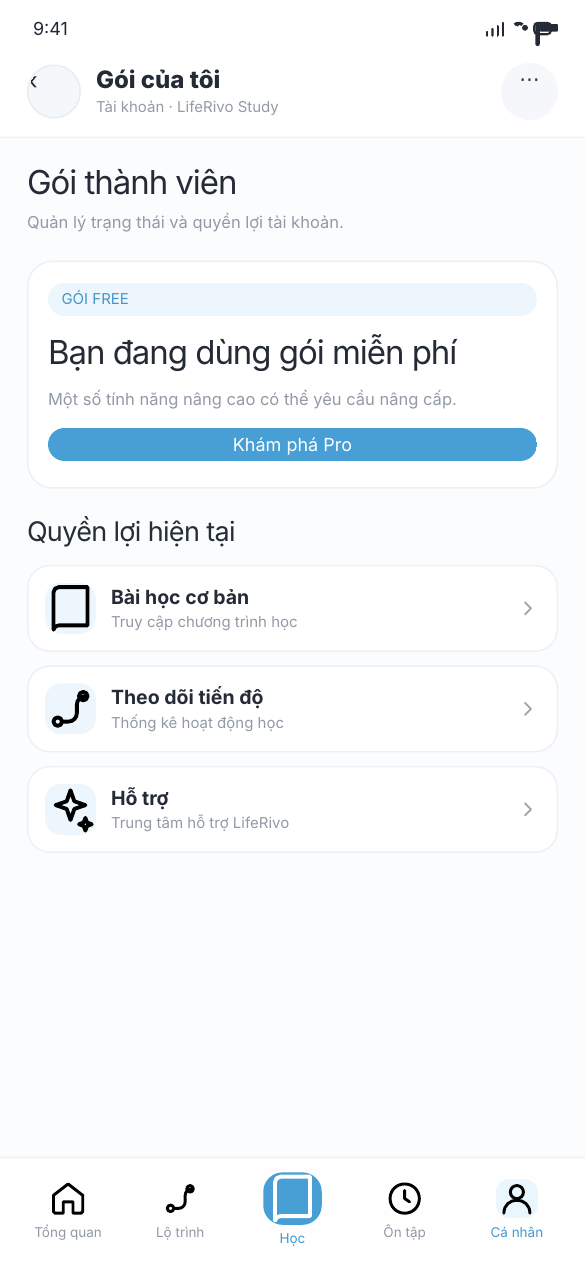 9:41
Gói của tôi
Tài khoản · LifeRivo Study
...
Gói thành viên
Quản lý trạng thái và quyền lợi tài khoản.
GÓI FREE
Bạn đang dùng gói miễn phí
Một số tính năng nâng cao có thể yêu cầu nâng cấp.
Khám phá Pro
Quyền lợi hiện tại
Bài học cơ bản
Truy cập chương trình học
Theo dõi tiến độ
Thống kê hoạt động học
Hỗ trợ
Trung tâm hỗ trợ LifeRivo
Tổng quan
Lộ trình
Học
Ôn tập
Cá nhân